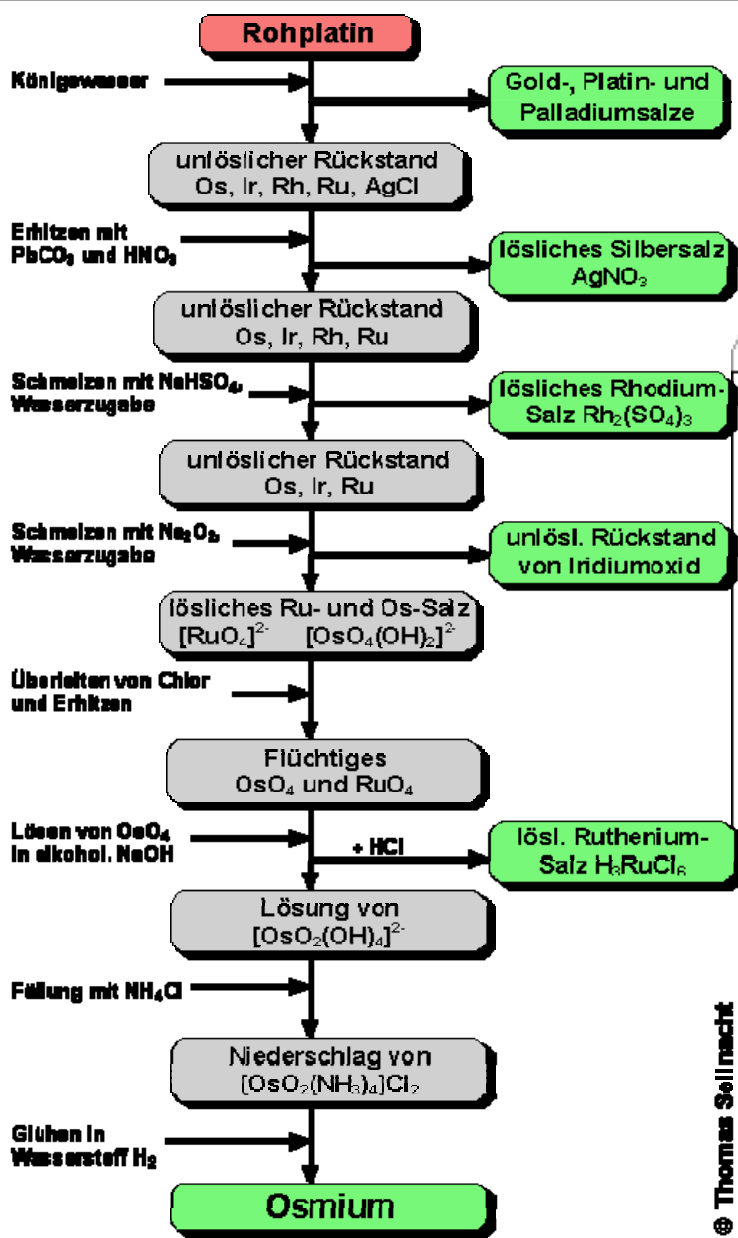 Rohplatin
Königswasser
Gold-, Platin- und
Palladiumsalze
unlöslicher Rückstand
Os, Ir, Rh, Ru, AgCl
Erhitzen mit
PbCO₃ und HNO₃
lösliches Silbersalz
AgNO₃
unlöslicher Rückstand
Os, Ir, Rh, Ru
Schmelzen mit NaHSO₄,
Wasserzugabe
lösliches Rhodium-
Salz Rh₂(SO₄)₃
unlöslicher Rückstand
Os, Ir, Ru
Schmelzen mit Na₂O₂,
Wasserzugabe
unlösl. Rückstand
von Iridiumoxid
lösliches Ru- und Os-Salz
[RuO₄]²⁻ [OsO₄(OH)₂]²⁻
Überleiten von Chlor
und Erhitzen
Flüchtiges
OsO₄ und RuO₄
Lösen von OsO₄
in alkohol. NaOH
+ HCl
lösl. Ruthenium-
Salz H₃RuCl₆
Lösung von
[OsO₂(OH)₄]²⁻
Fällung mit NH₄Cl
Niederschlag von
[OsO₂(NH₃)₄]Cl₂
Glühen in
Wasserstoff H₂
Osmium
© Thomas Seilnacht